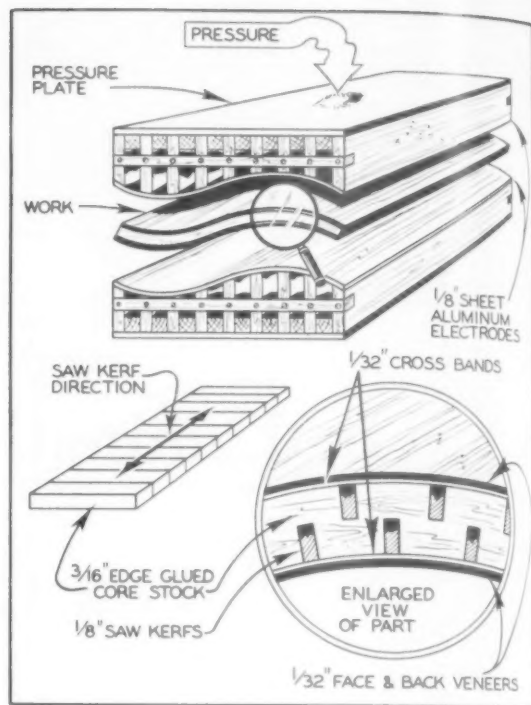 PRESSURE
PRESSURE
PLATE
WORK
1/8" SHEET
ALUMINUM
ELECTRODES
1/32" CROSS BANDS
SAW KERF
DIRECTION
3/16" EDGE GLUED
CORE STOCK
1/8" SAW KERFS
ENLARGED
VIEW
OF PART
1/32" FACE & BACK VENEERS